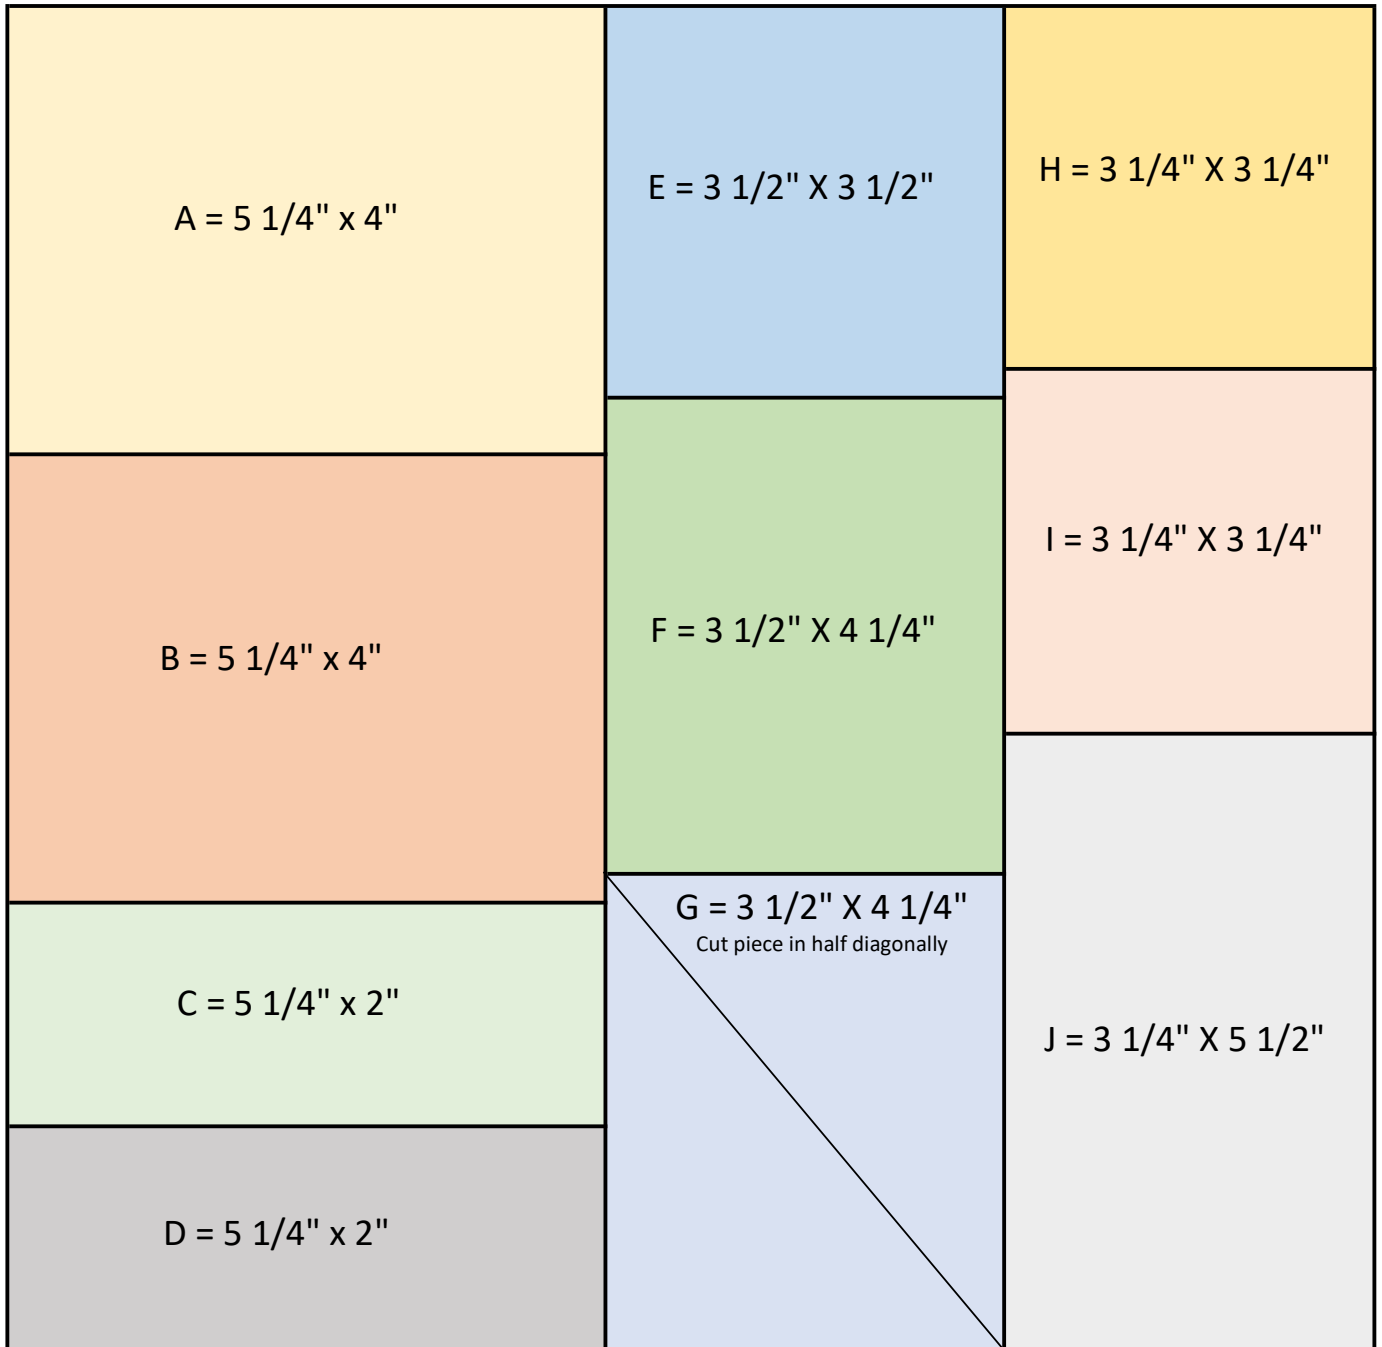 A = 5 1/4" x 4"
B = 5 1/4" x 4"
C = 5 1/4" x 2"
D = 5 1/4" x 2"
E = 3 1/2" X 3 1/2"
F = 3 1/2" X 4 1/4"
G = 3 1/2" X 4 1/4"
Cut piece in half diagonally
H = 3 1/4" X 3 1/4"
I = 3 1/4" X 3 1/4"
J = 3 1/4" X 5 1/2"